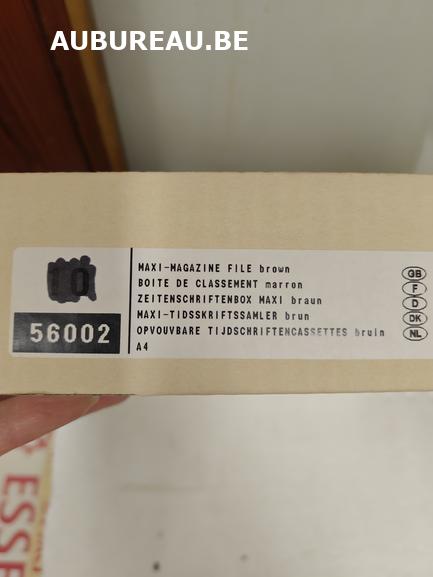 AUBUREAU.BE
10
56002
MAXI-MAGAZINE FILE brown GB
BOITE DE CLASSEMENT marron F
ZEITENSCHRIFTENBOX MAXI braun D
MAXI-TIDSSKRIFTSSAMLER brun DK
OPVOUVBARE TIJDSCHRIFTENCASSETTES bruin NL
A4
ESSE